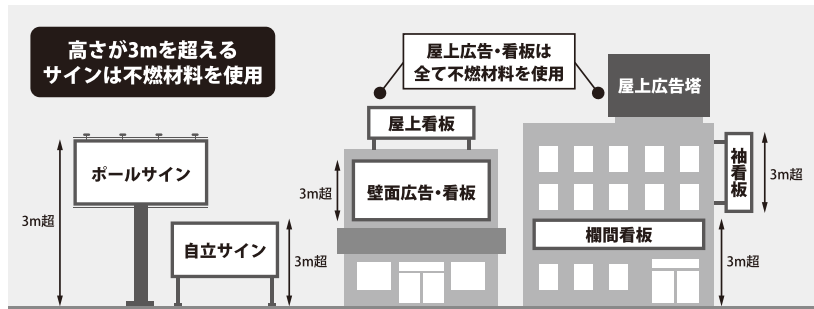 高さが3mを超える
サインは不燃材料を使用
屋上広告・看板は
全て不燃材料を使用
屋上広告塔
屋上看板
ポールサイン
壁面広告・看板
袖看板
3m超
3m超
3m超
自立サイン
欄間看板
3m超
3m超